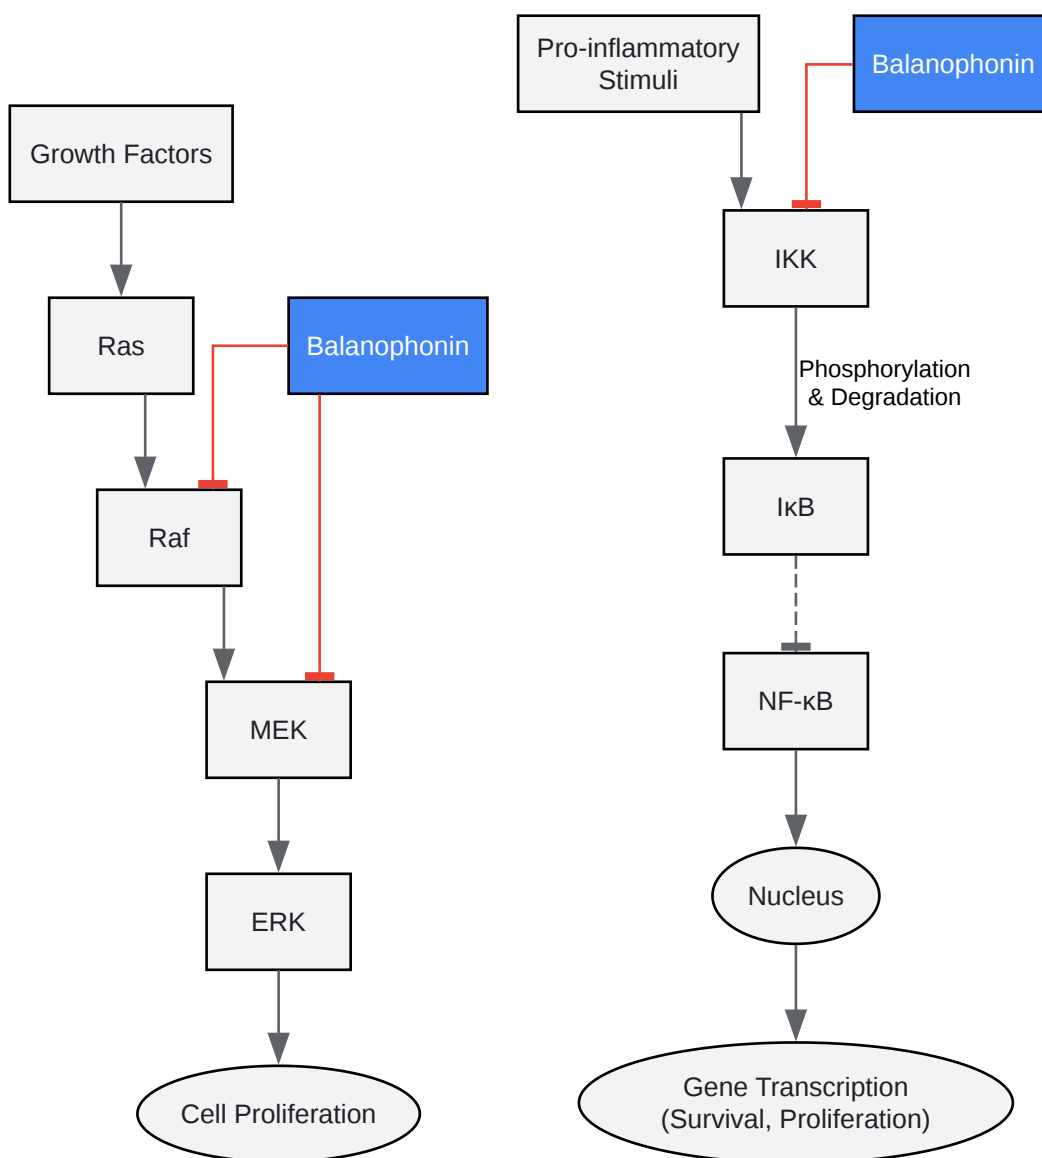 Growth Factors
Ras
Balanophonin
Raf
MEK
ERK
Cell Proliferation
Pro-inflammatory
Stimuli
Balanophonin
IKK
Phosphorylation
& Degradation
IκB
NF-κB
Nucleus
Gene Transcription
(Survival, Proliferation)